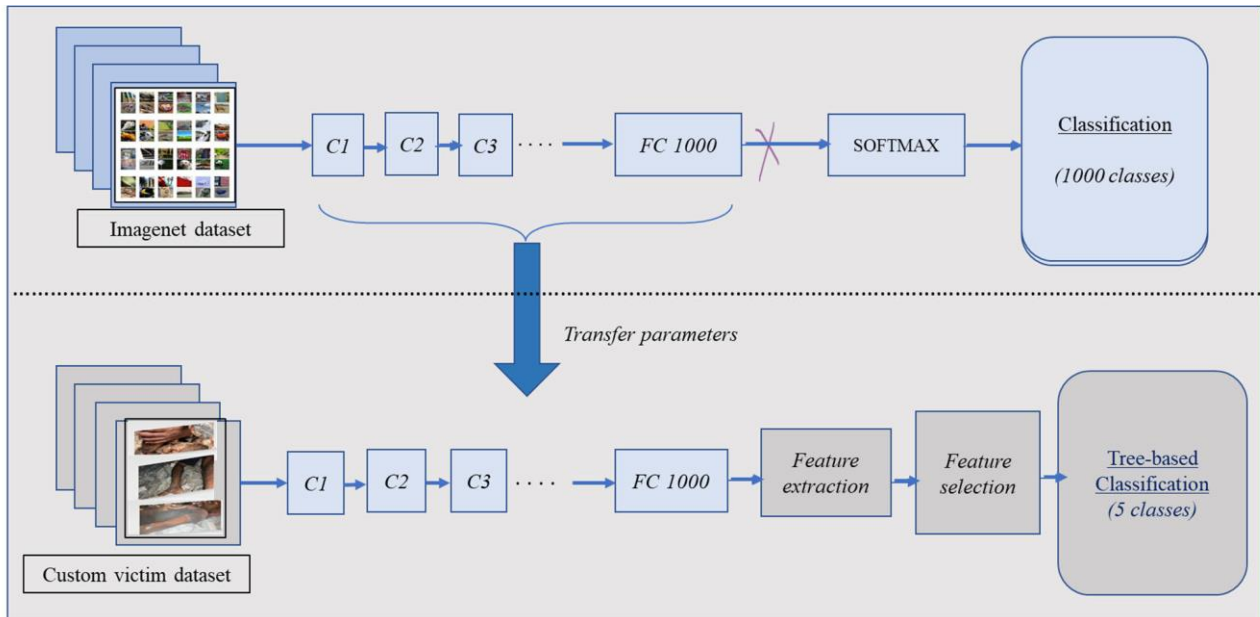 C1
C2
C3
. . . .
FC 1000
SOFTMAX
Classification
(1000 classes)
Imagenet dataset
Transfer parameters
C1
C2
C3
. . . .
FC 1000
Feature
extraction
Feature
selection
Tree-based
Classification
(5 classes)
Custom victim dataset